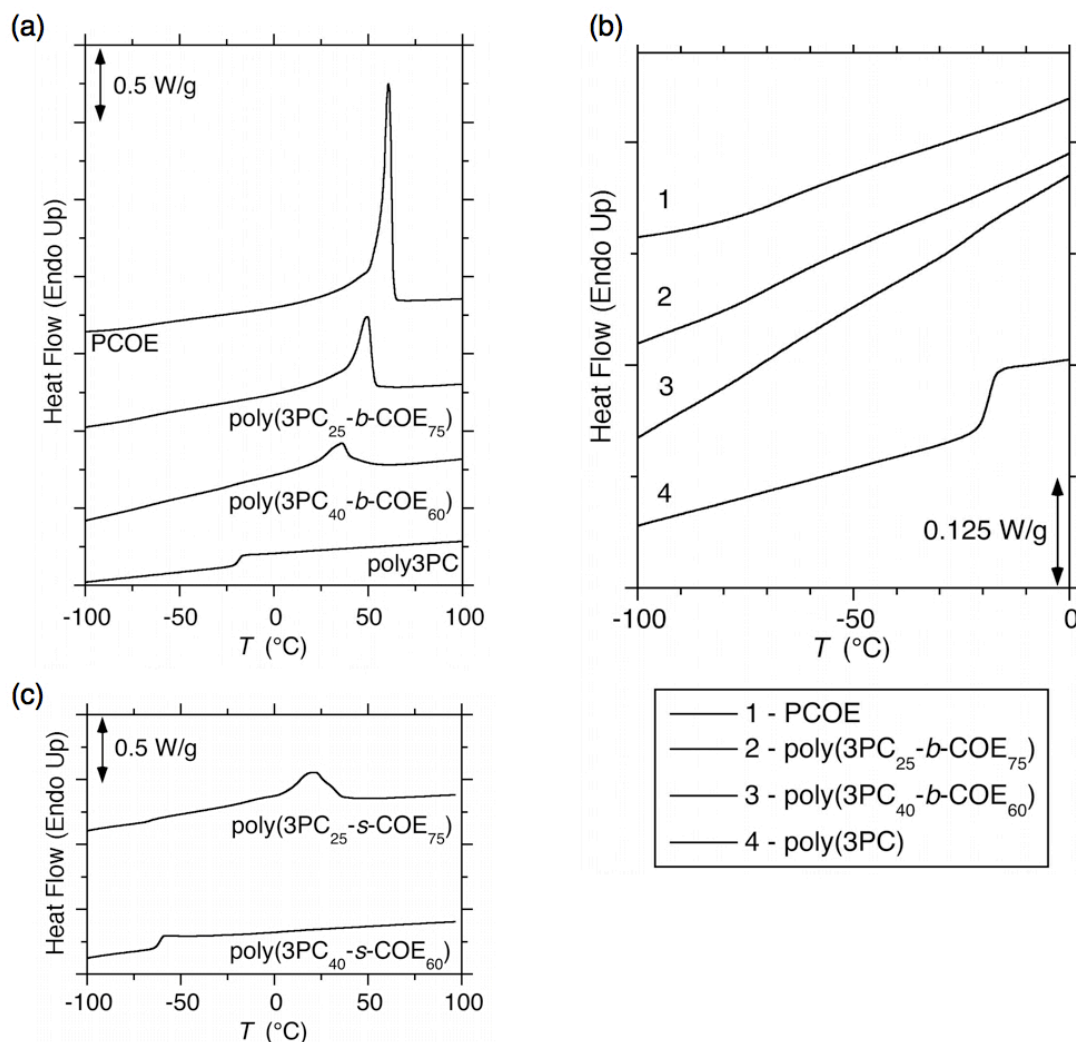 (a)
0.5 W/g
Heat Flow (Endo Up)
PCOE
poly(3PC₂₅-b-COE₇₅)
poly(3PC₄₀-b-COE₆₀)
poly3PC
-100 -50 0 50 100
T (°C)
(b)
Heat Flow (Endo Up)
1
2
3
4
0.125 W/g
-100 -50 0
T (°C)
1 - PCOE
2 - poly(3PC₂₅-b-COE₇₅)
3 - poly(3PC₄₀-b-COE₆₀)
4 - poly(3PC)
(c)
0.5 W/g
Heat Flow (Endo Up)
poly(3PC₂₅-s-COE₇₅)
poly(3PC₄₀-s-COE₆₀)
-100 -50 0 50 100
T (°C)